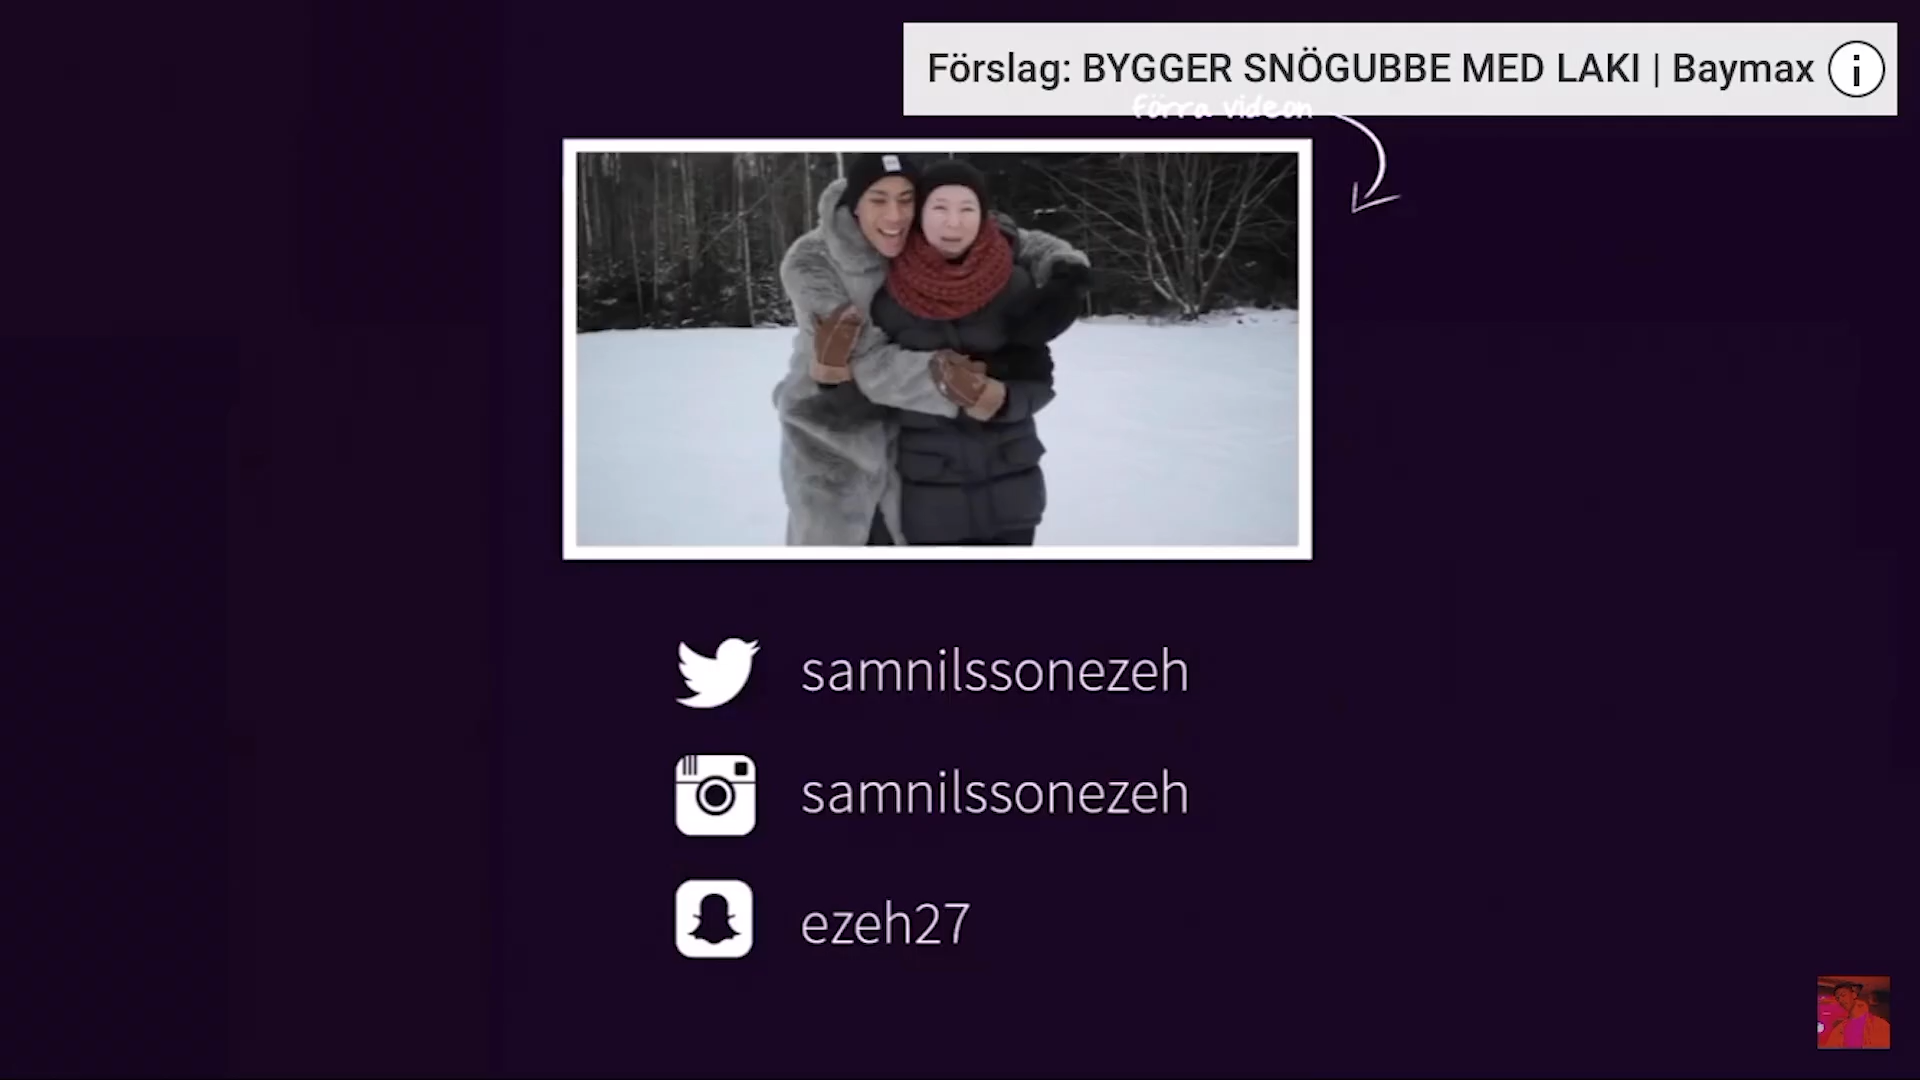 Förslag: BYGGER SNÖGUBBE MED LAKI | Baymax
förra videon
samnilssonezeh
samnilssonezeh
ezeh27